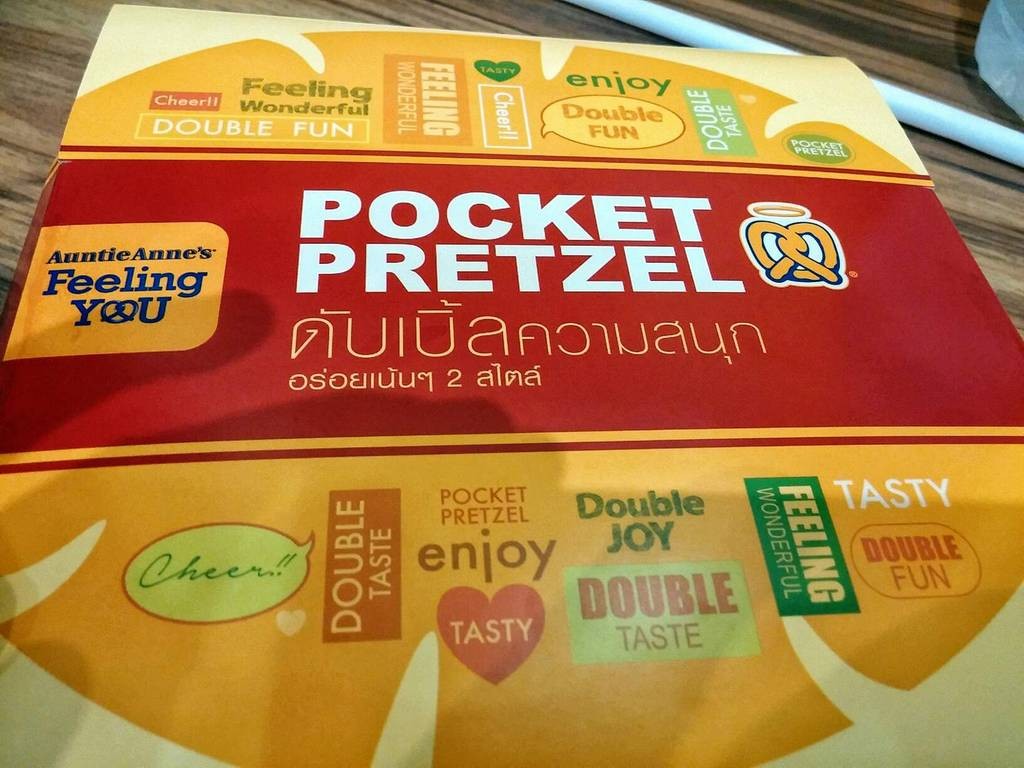 Cheer!!
Feeling
Wonderful
DOUBLE FUN
FEELING
WONDERFUL
TASTY
Cheer!!
enjoy
Double
FUN
DOUBLE
TASTE
POCKET
PRETZEL
Auntie Anne's
Feeling
YOU
POCKET
PRETZEL
ดับเบิ้ลความสนุก
อร่อยเน้นๆ 2 สไตล์
Cheer!!
DOUBLE
TASTE
POCKET
PRETZEL
enjoy
TASTY
Double
JOY
DOUBLE
TASTE
FEELING
WONDERFUL
TASTY
DOUBLE
FUN